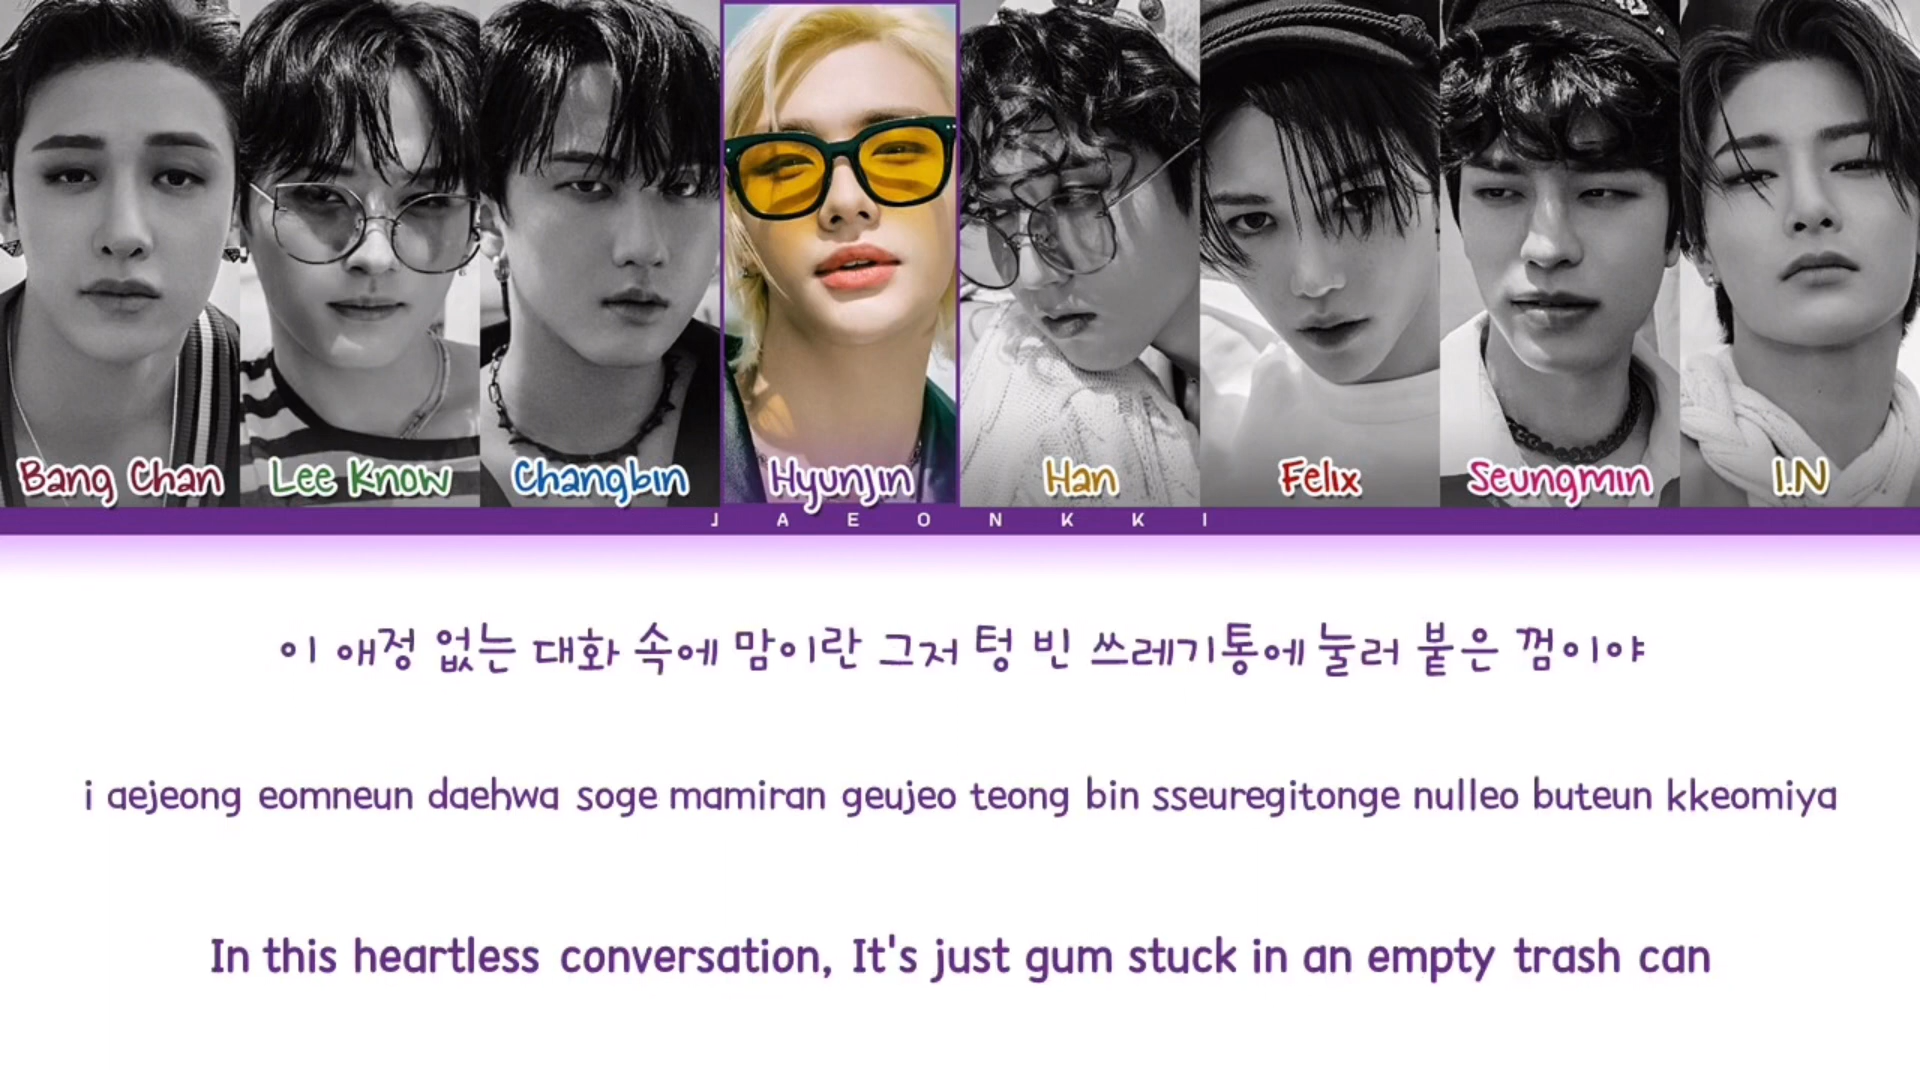 Bang Chan Lee Know Changbin Hyunjin Han Felix Seungmin I.N
JAEONKKI
이 애정 없는 대화 속에 맘이란 그저 텅 빈 쓰레기통에 눌러 붙은 껌이야
i aejeong eomneun daehwa soge mamiran geujeo teong bin sseuregitonge nulleo buteun kkeomiya
In this heartless conversation, It's just gum stuck in an empty trash can